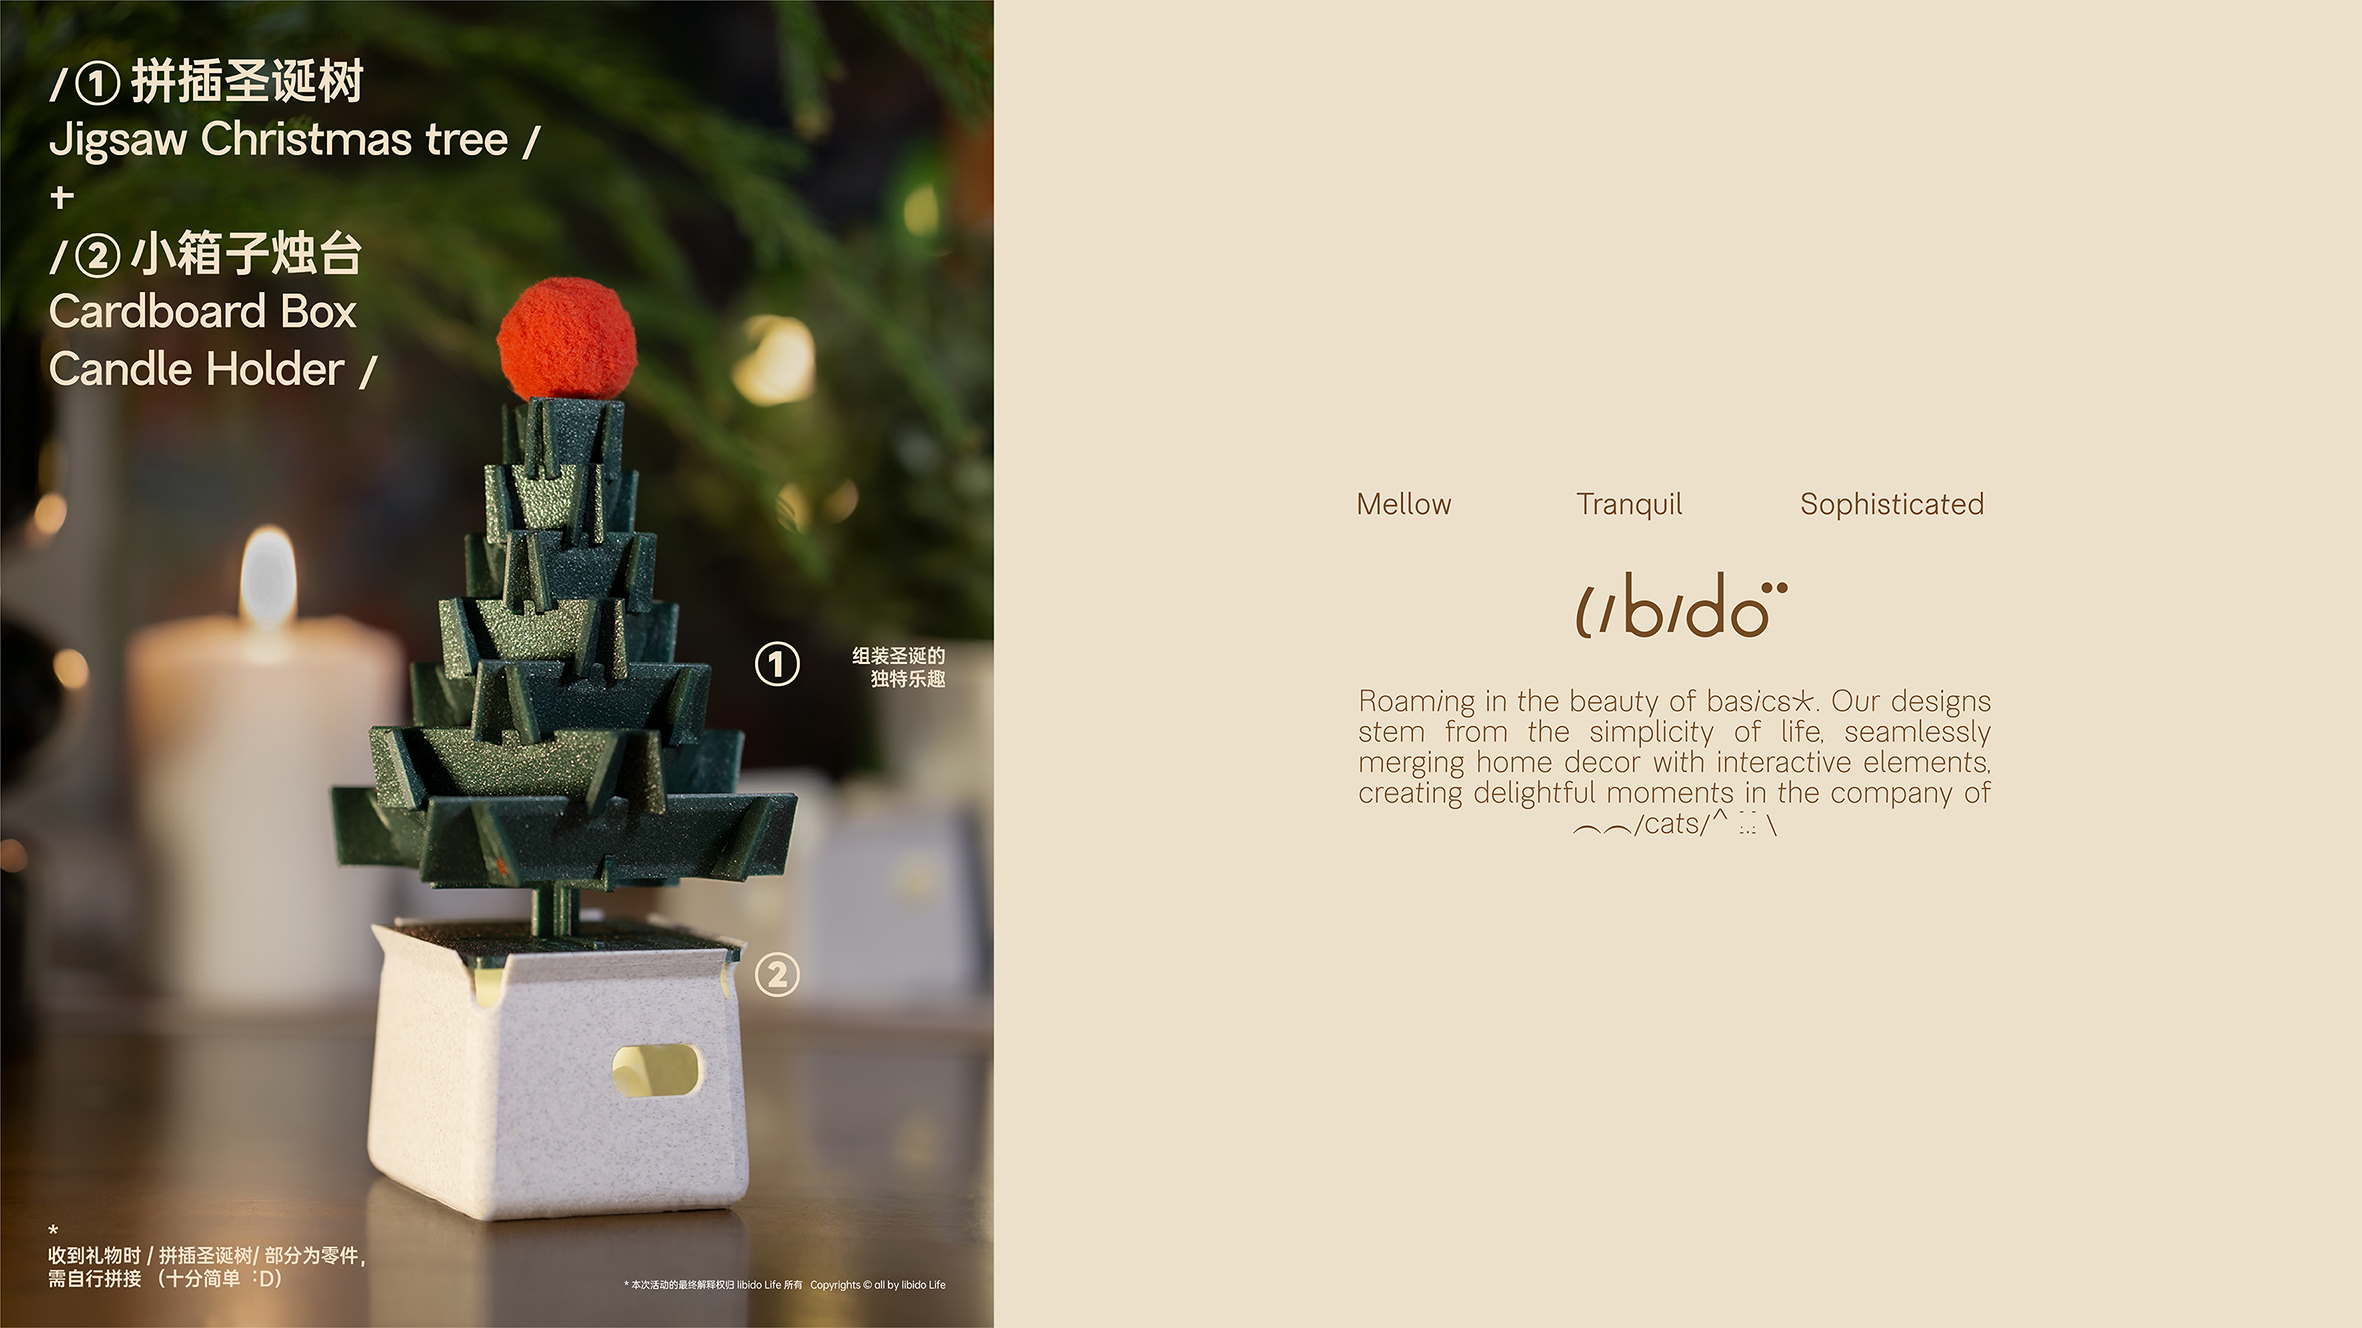 / ① 拼插圣诞树
Jigsaw Christmas tree /
+
/ ② 小箱子烛台
Cardboard Box
Candle Holder /
①
组装圣诞的
独特乐趣
②
*
收到礼物时 / 拼插圣诞树/ 部分为零件,
需自行拼接 （十分简单 :D）
* 本次活动的最终解释权归 libido Life 所有 Copyrights © all by libido Life
Mellow Tranquil Sophisticated
libido
Roaming in the beauty of basics*. Our designs
stem from the simplicity of life, seamlessly
merging home decor with interactive elements,
creating delightful moments in the company of
⌒⌒/cats/^ ⁚⁚ \